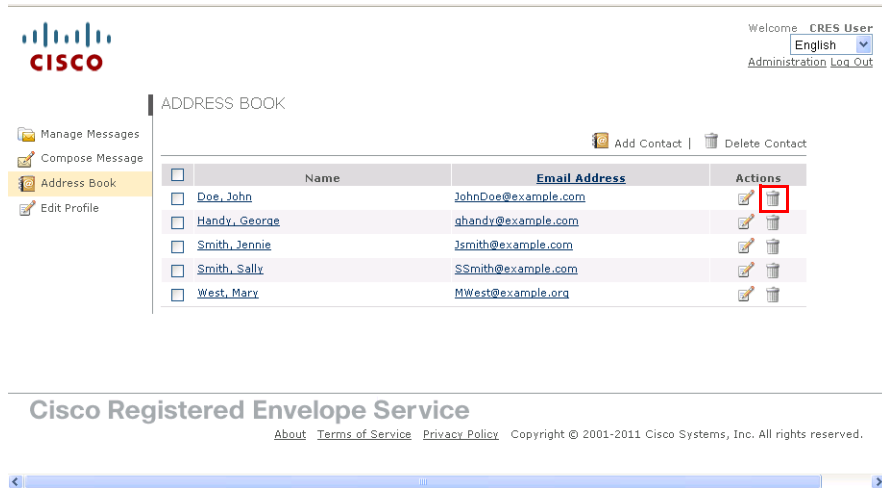 Welcome CRES User
English
CISCO
Administration Log Out
ADDRESS BOOK
Manage Messages
Compose Message
Address Book
Edit Profile
Add Contact | Delete Contact
Name Email Address Actions
Doe, John JohnDoe@example.com
Handy, George ghandy@example.com
Smith, Jennie Jsmith@example.com
Smith, Sally SSmith@example.com
West, Mary MWest@example.org
Cisco Registered Envelope Service
About Terms of Service Privacy Policy Copyright © 2001-2011 Cisco Systems, Inc. All rights reserved.